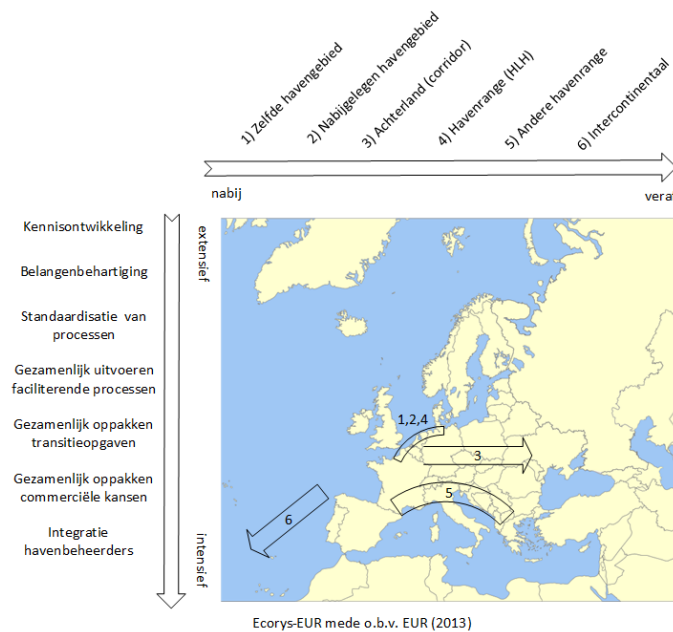 1) Zelfde havengebied
2) Nabijgelegen havengebied
3) Achterland (corridor)
4) Havenrange (HLH)
5) Andere havenrange
6) Intercontinentaal
nabij
veraf
Kennisontwikkeling
Belangenbehartiging
Standaardisatie van
processen
Gezamenlijk uitvoeren
faciliterende processen
Gezamenlijk oppakken
transitieopgaven
Gezamenlijk oppakken
commerciële kansen
Integratie
havenbeheerders
extensief
intensief
1,2,4
3
5
6
Ecorys-EUR mede o.b.v. EUR (2013)